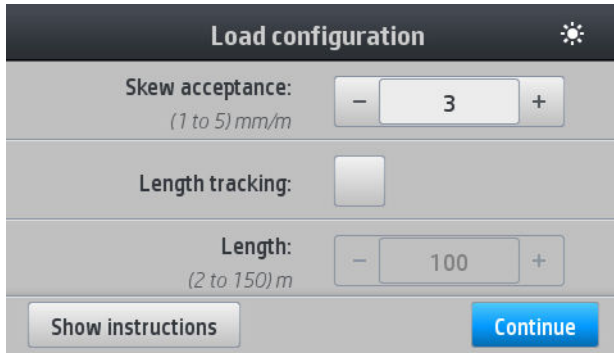 Load configuration
Skew acceptance:
(1 to 5) mm/m
− 3 +
Length tracking:
Length:
(2 to 150) m
− 100 +
Show instructions
Continue